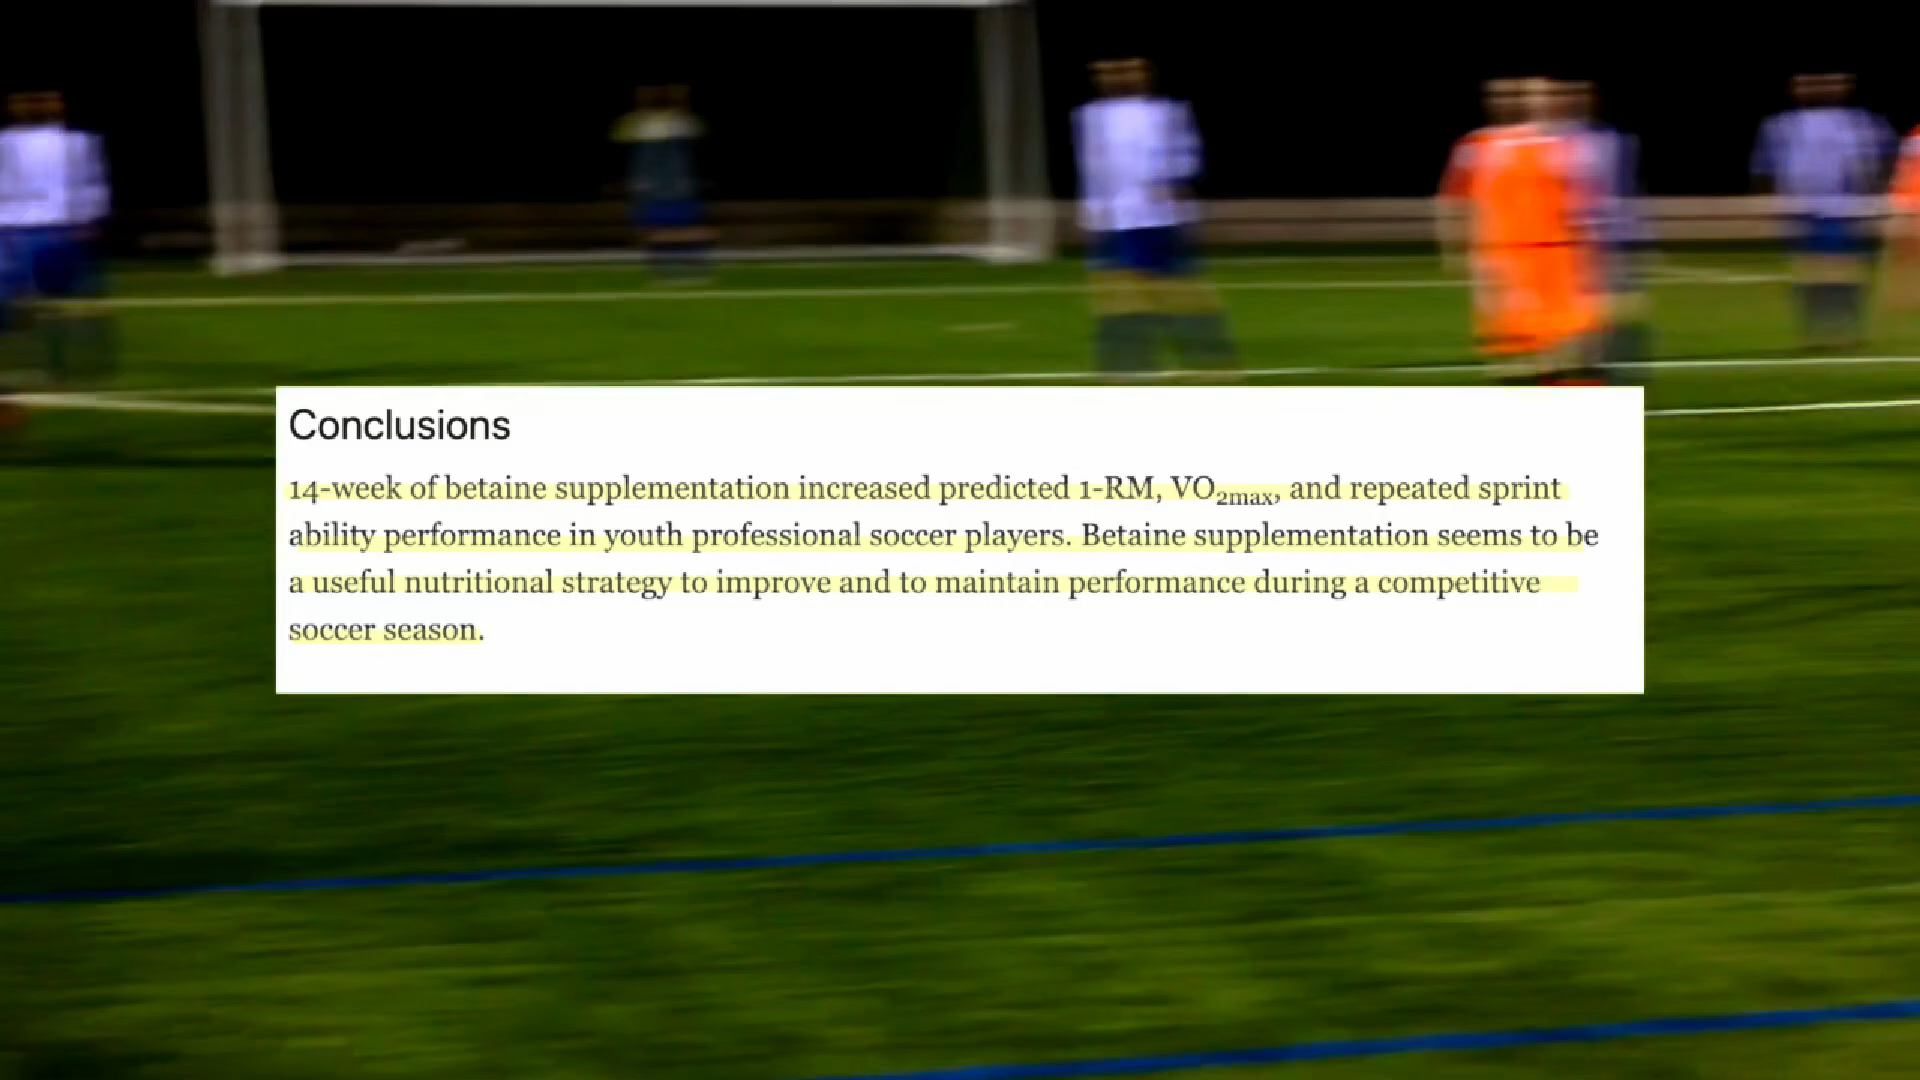 Conclusions
14-week of betaine supplementation increased predicted 1-RM, VO2max, and repeated sprint
ability performance in youth professional soccer players. Betaine supplementation seems to be
a useful nutritional strategy to improve and to maintain performance during a competitive
soccer season.